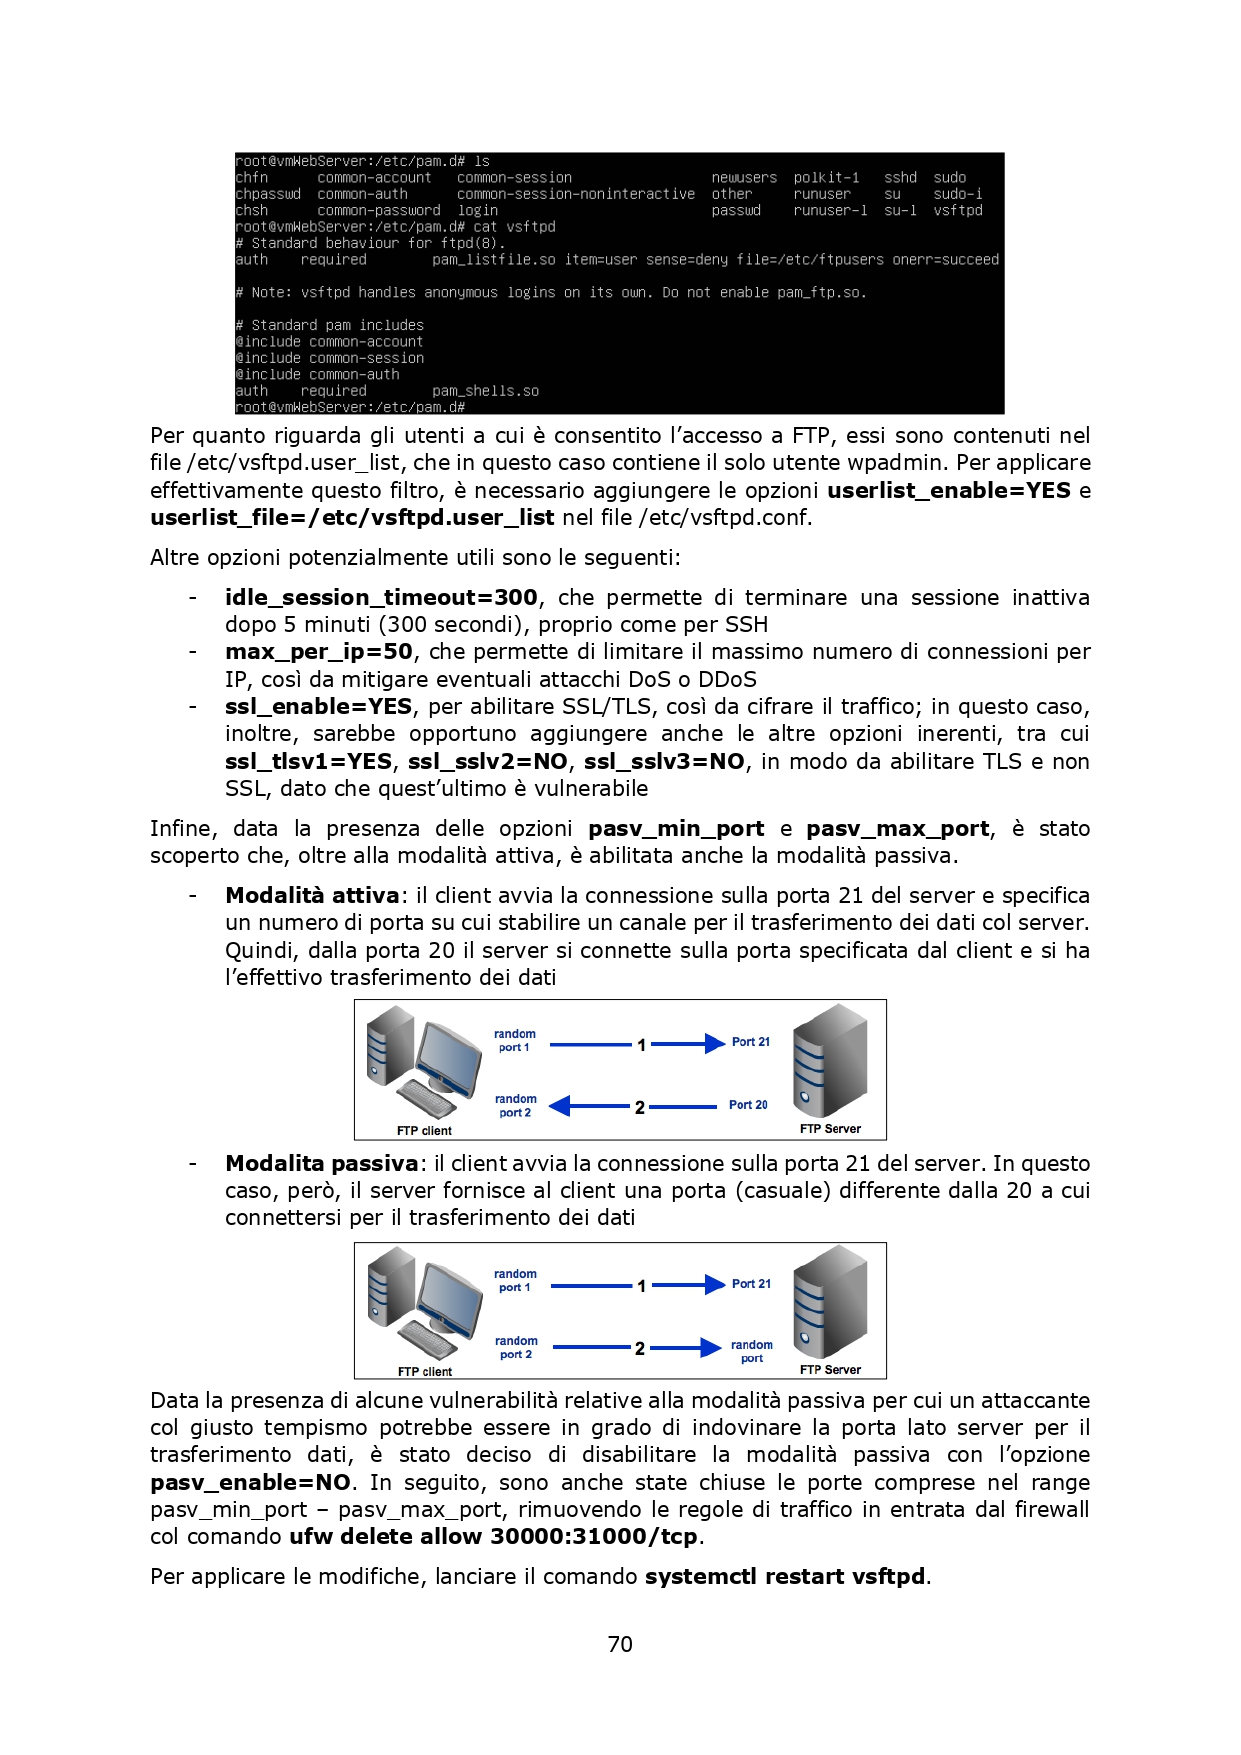 root@vmWebServer:/etc/pam.d# ls
chfn common-account common-session newusers polkit-1 sshd sudo
chpasswd common-auth common-session-noninteractive other runuser su sudo-i
chsh common-password login passwd runuser-l su-l vsftpd
root@vmWebServer:/etc/pam.d# cat vsftpd
# Standard behaviour for ftpd(8).
auth required pam_listfile.so item=user sense=deny file=/etc/ftpusers onerr=succeed
# Note: vsftpd handles anonymous logins on its own. Do not enable pam_ftp.so.
# Standard pam includes
@include common-account
@include common-session
@include common-auth
auth required pam_shells.so
root@vmWebServer:/etc/pam.d#
Per quanto riguarda gli utenti a cui è consentito l’accesso a FTP, essi sono contenuti nel
file /etc/vsftpd.user_list, che in questo caso contiene il solo utente wpadmin. Per applicare
effettivamente questo filtro, è necessario aggiungere le opzioni userlist_enable=YES e
userlist_file=/etc/vsftpd.user_list nel file /etc/vsftpd.conf.
Altre opzioni potenzialmente utili sono le seguenti:
- idle_session_timeout=300, che permette di terminare una sessione inattiva
dopo 5 minuti (300 secondi), proprio come per SSH
- max_per_ip=50, che permette di limitare il massimo numero di connessioni per
IP, così da mitigare eventuali attacchi DoS o DDoS
- ssl_enable=YES, per abilitare SSL/TLS, così da cifrare il traffico; in questo caso,
inoltre, sarebbe opportuno aggiungere anche le altre opzioni inerenti, tra cui
ssl_tlsv1=YES, ssl_sslv2=NO, ssl_sslv3=NO, in modo da abilitare TLS e non
SSL, dato che quest’ultimo è vulnerabile
Infine, data la presenza delle opzioni pasv_min_port e pasv_max_port, è stato
scoperto che, oltre alla modalità attiva, è abilitata anche la modalità passiva.
- Modalità attiva: il client avvia la connessione sulla porta 21 del server e specifica
un numero di porta su cui stabilire un canale per il trasferimento dei dati col server.
Quindi, dalla porta 20 il server si connette sulla porta specificata dal client e si ha
l’effettivo trasferimento dei dati
random
port 1
1
Port 21
random
port 2
2
Port 20
FTP client
FTP Server
- Modalita passiva: il client avvia la connessione sulla porta 21 del server. In questo
caso, però, il server fornisce al client una porta (casuale) differente dalla 20 a cui
connettersi per il trasferimento dei dati
random
port 1
1
Port 21
random
port 2
2
random
port
FTP client
FTP Server
Data la presenza di alcune vulnerabilità relative alla modalità passiva per cui un attaccante
col giusto tempismo potrebbe essere in grado di indovinare la porta lato server per il
trasferimento dati, è stato deciso di disabilitare la modalità passiva con l’opzione
pasv_enable=NO. In seguito, sono anche state chiuse le porte comprese nel range
pasv_min_port – pasv_max_port, rimuovendo le regole di traffico in entrata dal firewall
col comando ufw delete allow 30000:31000/tcp.
Per applicare le modifiche, lanciare il comando systemctl restart vsftpd.
70